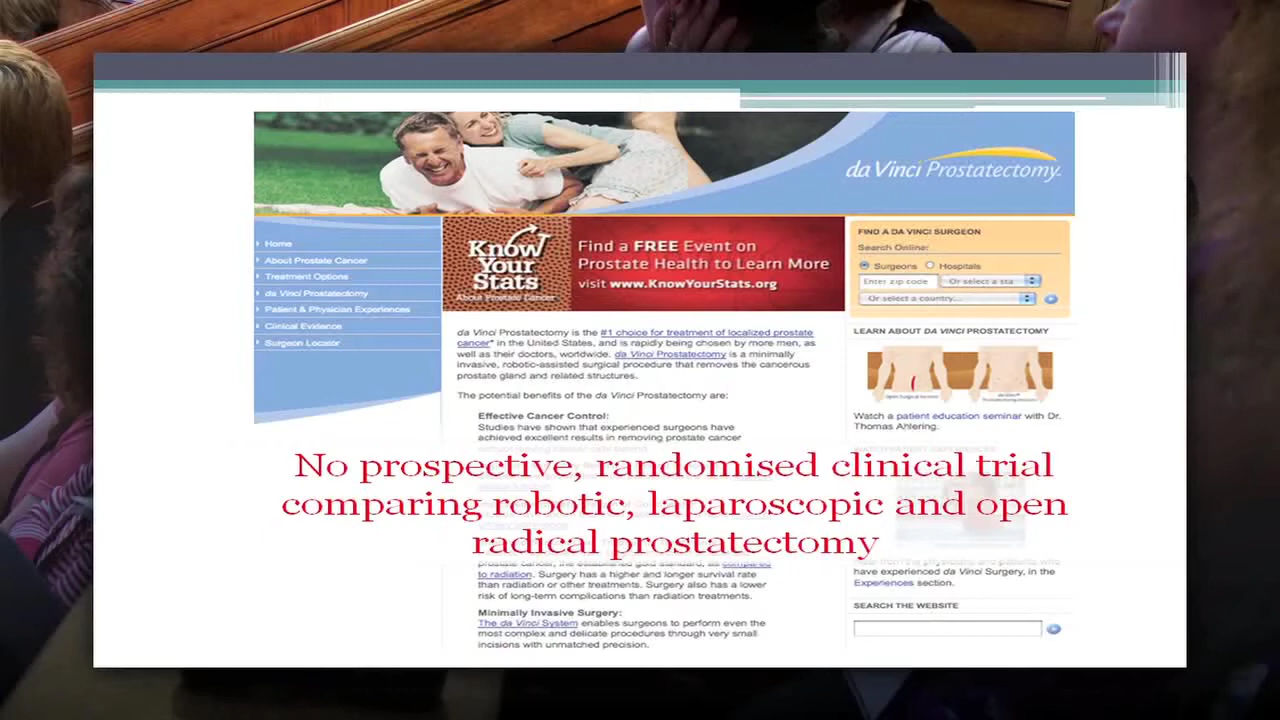 da Vinci Prostatectomy.
Home
About Prostate Cancer
Treatment Options
da Vinci Prostatectomy
Patient & Physician Experiences
Clinical Evidence
Surgeon Locator
Know
Your
Stats
About Prostate Cancer
Find a FREE Event on
Prostate Health to Learn More
visit www.KnowYourStats.org
FIND A DA VINCI SURGEON
Search Online:
Surgeons Hospitals
Enter zip code Or select a sta
Or select a country...
da Vinci Prostatectomy is the #1 choice for treatment of localized prostate
cancer* in the United States, and is rapidly being chosen by more men, as
well as their doctors, worldwide. da Vinci Prostatectomy is a minimally
invasive, robotic-assisted surgical procedure that removes the cancerous
prostate gland and related structures.
The potential benefits of the da Vinci Prostatectomy are:
Effective Cancer Control:
Studies have shown that experienced surgeons have
achieved excellent results in removing prostate cancer
LEARN ABOUT DA VINCI PROSTATECTOMY
Watch a patient education seminar with Dr.
Thomas Ahlering.
No prospective, randomised clinical trial
comparing robotic, laparoscopic and open
radical prostatectomy
prostate cancer, the established gold standard, as compared
to radiation. Surgery has a higher and longer survival rate
than radiation or other treatments. Surgery also has a lower
risk of long-term complications than radiation treatments.
Minimally Invasive Surgery:
The da Vinci System enables surgeons to perform even the
most complex and delicate procedures through very small
incisions with unmatched precision.
have experienced da Vinci Surgery, in the
Experiences section.
SEARCH THE WEBSITE